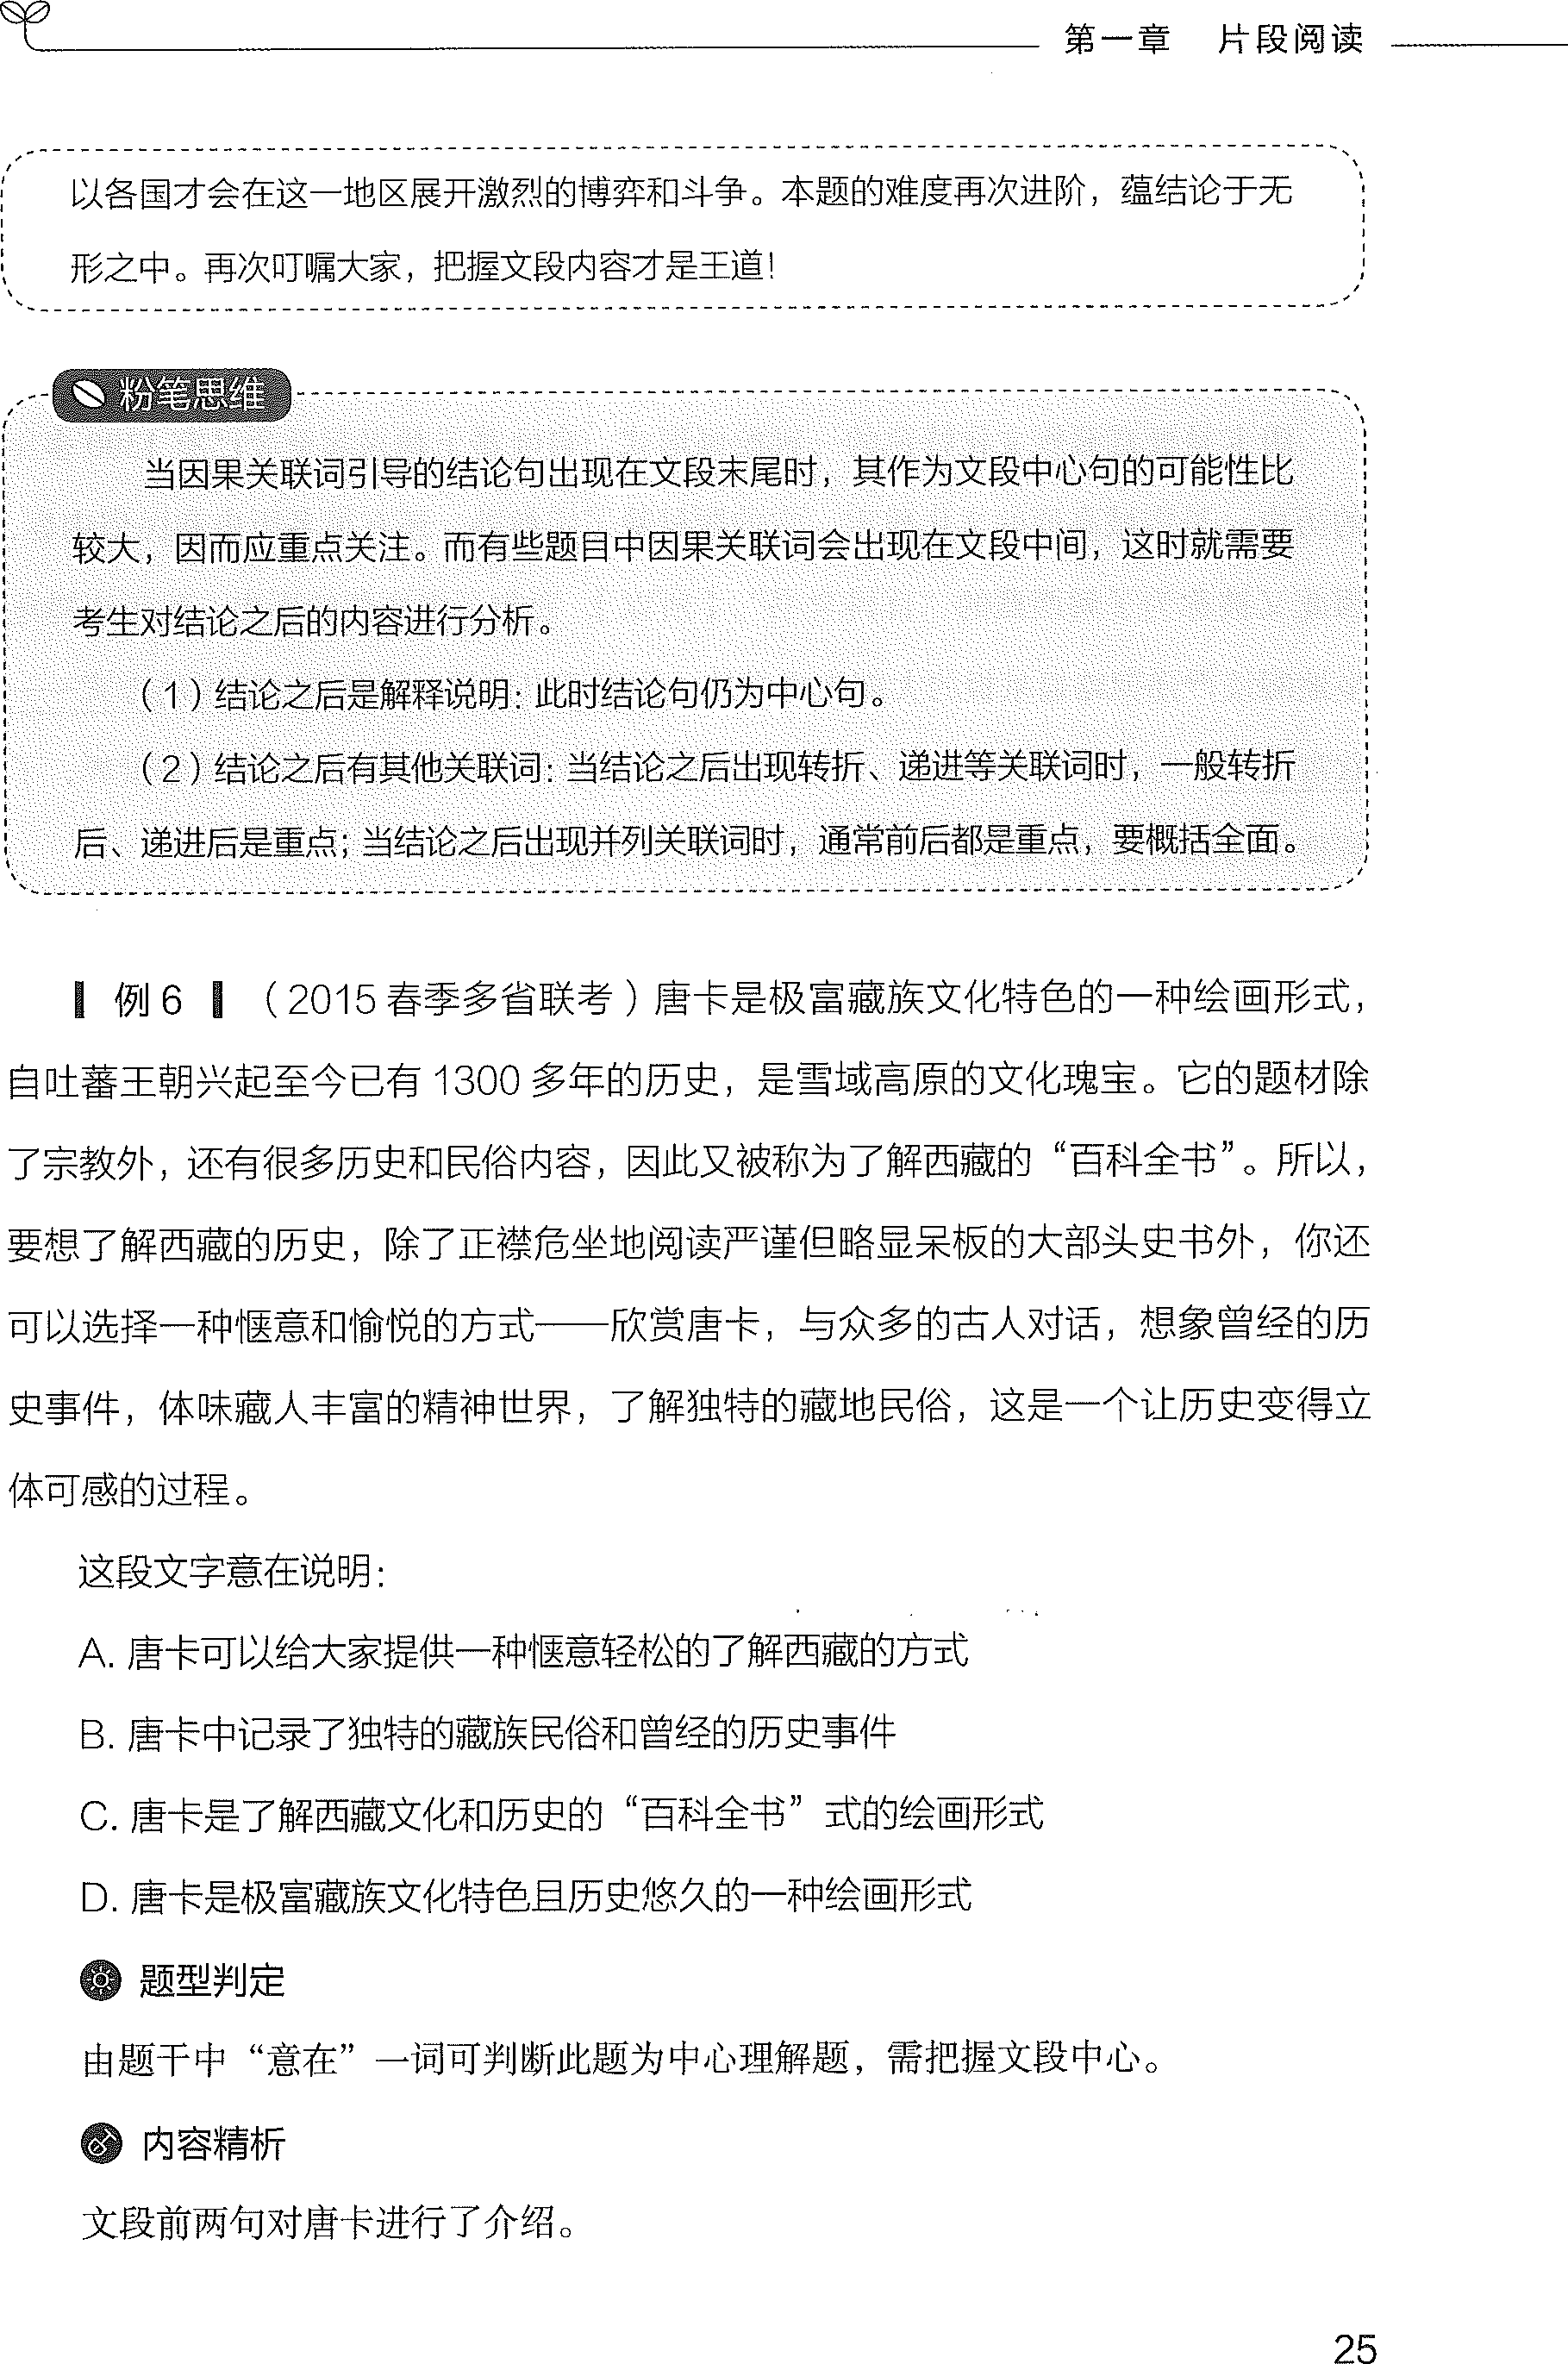 第一章 片段阅读
以各国才会在这一地区展开激烈的博弈和斗争。本题的难度再次进阶，蕴结论于无
形之中。再次叮嘱大家，把握文段内容才是王道！
粉笔思维
当因果关联词引导的结论句出现在文段末尾时，其作为文段中心句的可能性比
较大，因而应重点关注。而有些题目中因果关联词会出现在文段中间，这时就需要
考生对结论之后的内容进行分析。
（1）结论之后是解释说明：此时结论句仍为中心句。
（2）结论之后有其他关联词：当结论之后出现转折、递进等关联词时，一般转折
后、递进后是重点；当结论之后出现并列关联词时，通常前后都是重点，要概括全面。
例6 （2015 春季多省联考）唐卡是极富藏族文化特色的一种绘画形式，
自吐蕃王朝兴起至今已有 1300 多年的历史，是雪域高原的文化瑰宝。它的题材除
了宗教外，还有很多历史和民俗内容，因此又被称为了解西藏的“百科全书”。所以，
要想了解西藏的历史，除了正襟危坐地阅读严谨但略显呆板的大部头史书外，你还
可以选择一种惬意和愉悦的方式——欣赏唐卡，与众多的古人对话，想象曾经的历
史事件，体味藏人丰富的精神世界，了解独特的藏地民俗，这是一个让历史变得立
体可感的过程。
这段文字意在说明：
A. 唐卡可以给大家提供一种惬意轻松的了解西藏的方式
B. 唐卡中记录了独特的藏族民俗和曾经的历史事件
C. 唐卡是了解西藏文化和历史的“百科全书”式的绘画形式
D. 唐卡是极富藏族文化特色且历史悠久的一种绘画形式
题型判定
由题干中“意在”一词可判断此题为中心理解题，需把握文段中心。
内容精析
文段前两句对唐卡进行了介绍。
25